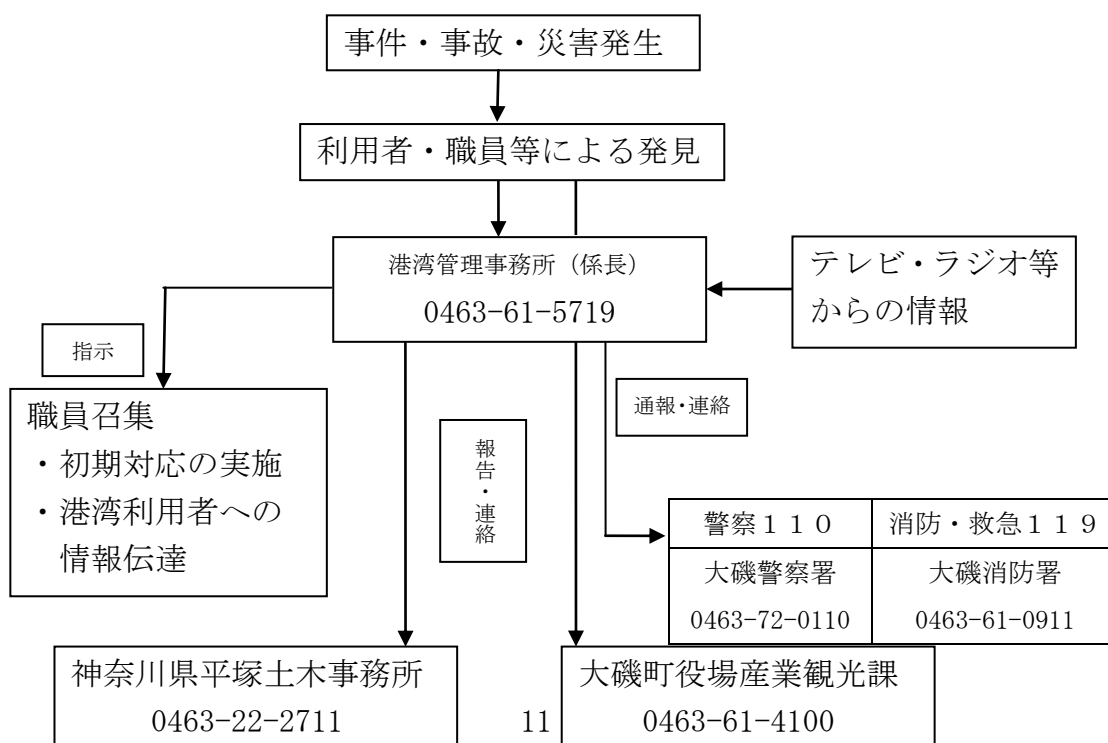 事件・事故・災害発生
利用者・職員等による発見
港湾管理事務所（係長）
0463-61-5719
テレビ・ラジオ等
からの情報
指示
職員召集
・初期対応の実施
・港湾利用者への
情報伝達
報告・連絡
通報・連絡
警察１１０
消防・救急１１９
大磯警察署
0463-72-0110
大磯消防署
0463-61-0911
神奈川県平塚土木事務所
0463-22-2711
11
大磯町役場産業観光課
0463-61-4100